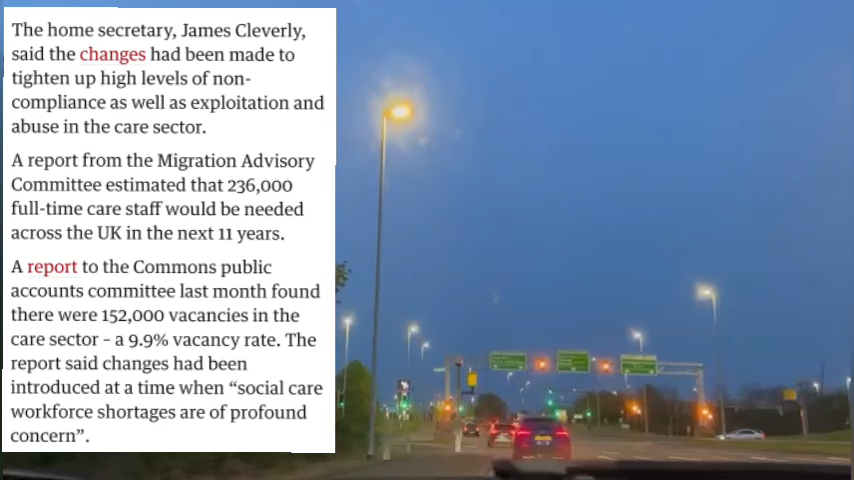 The home secretary, James Cleverly,
said the changes had been made to
tighten up high levels of non-
compliance as well as exploitation and
abuse in the care sector.
A report from the Migration Advisory
Committee estimated that 236,000
full-time care staff would be needed
across the UK in the next 11 years.
A report to the Commons public
accounts committee last month found
there were 152,000 vacancies in the
care sector – a 9.9% vacancy rate. The
report said changes had been
introduced at a time when “social care
workforce shortages are of profound
concern”.